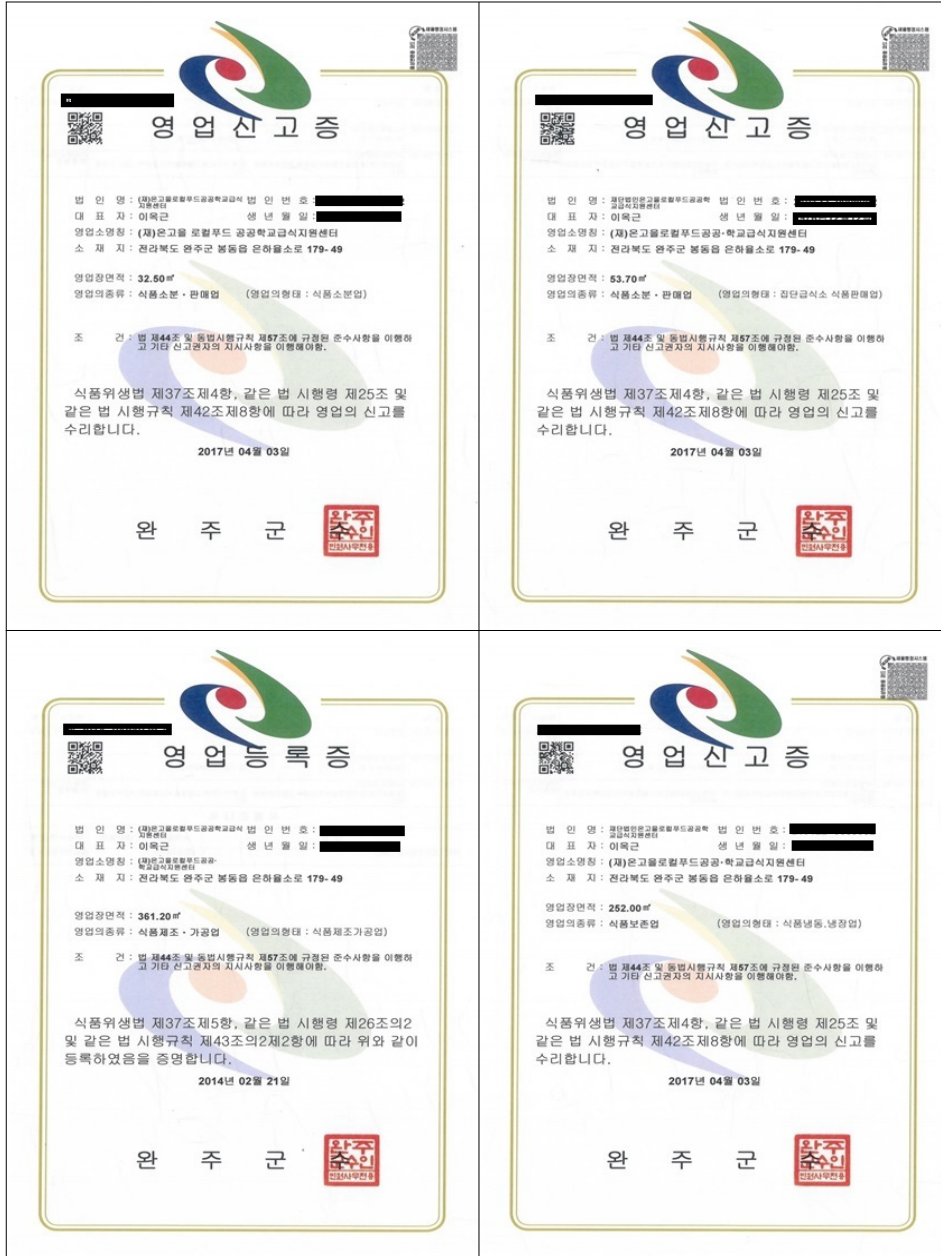 영업신고증
법 인 명 : (재)온고을로컬푸드공공학교급식 법 인 번 호 :
지원센터
대 표 자 : 이옥근 생 년 월 일 :
영업소명칭 : (재)온고을 로컬푸드 공공학교급식지원센터
소 재 지 : 전라북도 완주군 봉동읍 은하율소로 179- 49
영업장면적 : 32.50㎡
영업의종류 : 식품소분 · 판매업 (영업의형태 : 식품소분업)
조 건 : 법 제44조 및 동법시행규칙 제57조에 규정된 준수사항을 이행하
고 기타 신고권자의 지시사항을 이행해야함.
식품위생법 제37조제4항, 같은 법 시행령 제25조 및
같은 법 시행규칙 제42조제8항에 따라 영업의 신고를
수리합니다.
2017년 04월 03일
완 주 군 수
영업신고증
법 인 명 : 재단법인온고을로컬푸드공공학 법 인 번 호 :
교급식지원센터
대 표 자 : 이옥근 생 년 월 일 :
영업소명칭 : (재)온고을로컬푸드공공·학교급식지원센터
소 재 지 : 전라북도 완주군 봉동읍 은하율소로 179- 49
영업장면적 : 53.70㎡
영업의종류 : 식품소분 · 판매업 (영업의형태 : 집단급식소 식품판매업)
조 건 : 법 제44조 및 동법시행규칙 제57조에 규정된 준수사항을 이행하
고 기타 신고권자의 지시사항을 이행해야함.
식품위생법 제37조제4항, 같은 법 시행령 제25조 및
같은 법 시행규칙 제42조제8항에 따라 영업의 신고를
수리합니다.
2017년 04월 03일
완 주 군 수
영업등록증
법 인 명 : (재)온고을로컬푸드공공학교급식 법 인 번 호 :
지원센터
대 표 자 : 이옥근 생 년 월 일 :
영업소명칭 : (재)온고을로컬푸드공공·
학교급식지원센터
소 재 지 : 전라북도 완주군 봉동읍 은하율소로 179- 49
영업장면적 : 361.20㎡
영업의종류 : 식품제조 · 가공업 (영업의형태 : 식품제조가공업)
조 건 : 법 제44조 및 동법시행규칙 제57조에 규정된 준수사항을 이행하
고 기타 신고권자의 지시사항을 이행해야함.
식품위생법 제37조제5항, 같은 법 시행령 제26조의2
및 같은 법 시행규칙 제43조의2제2항에 따라 위와 같이
등록하였음을 증명합니다.
2014년 02월 21일
완 주 군 수
영업신고증
법 인 명 : 재단법인온고을로컬푸드공공학 법 인 번 호 :
교급식지원센터
대 표 자 : 이옥근 생 년 월 일 :
영업소명칭 : (재)온고을로컬푸드공공·학교급식지원센터
소 재 지 : 전라북도 완주군 봉동읍 은하율소로 179- 49
영업장면적 : 252.00㎡
영업의종류 : 식품보존업 (영업의형태 : 식품냉동,냉장업)
조 건 : 법 제44조 및 동법시행규칙 제57조에 규정된 준수사항을 이행하
고 기타 신고권자의 지시사항을 이행해야함.
식품위생법 제37조제4항, 같은 법 시행령 제25조 및
같은 법 시행규칙 제42조제8항에 따라 영업의 신고를
수리합니다.
2017년 04월 03일
완 주 군 수